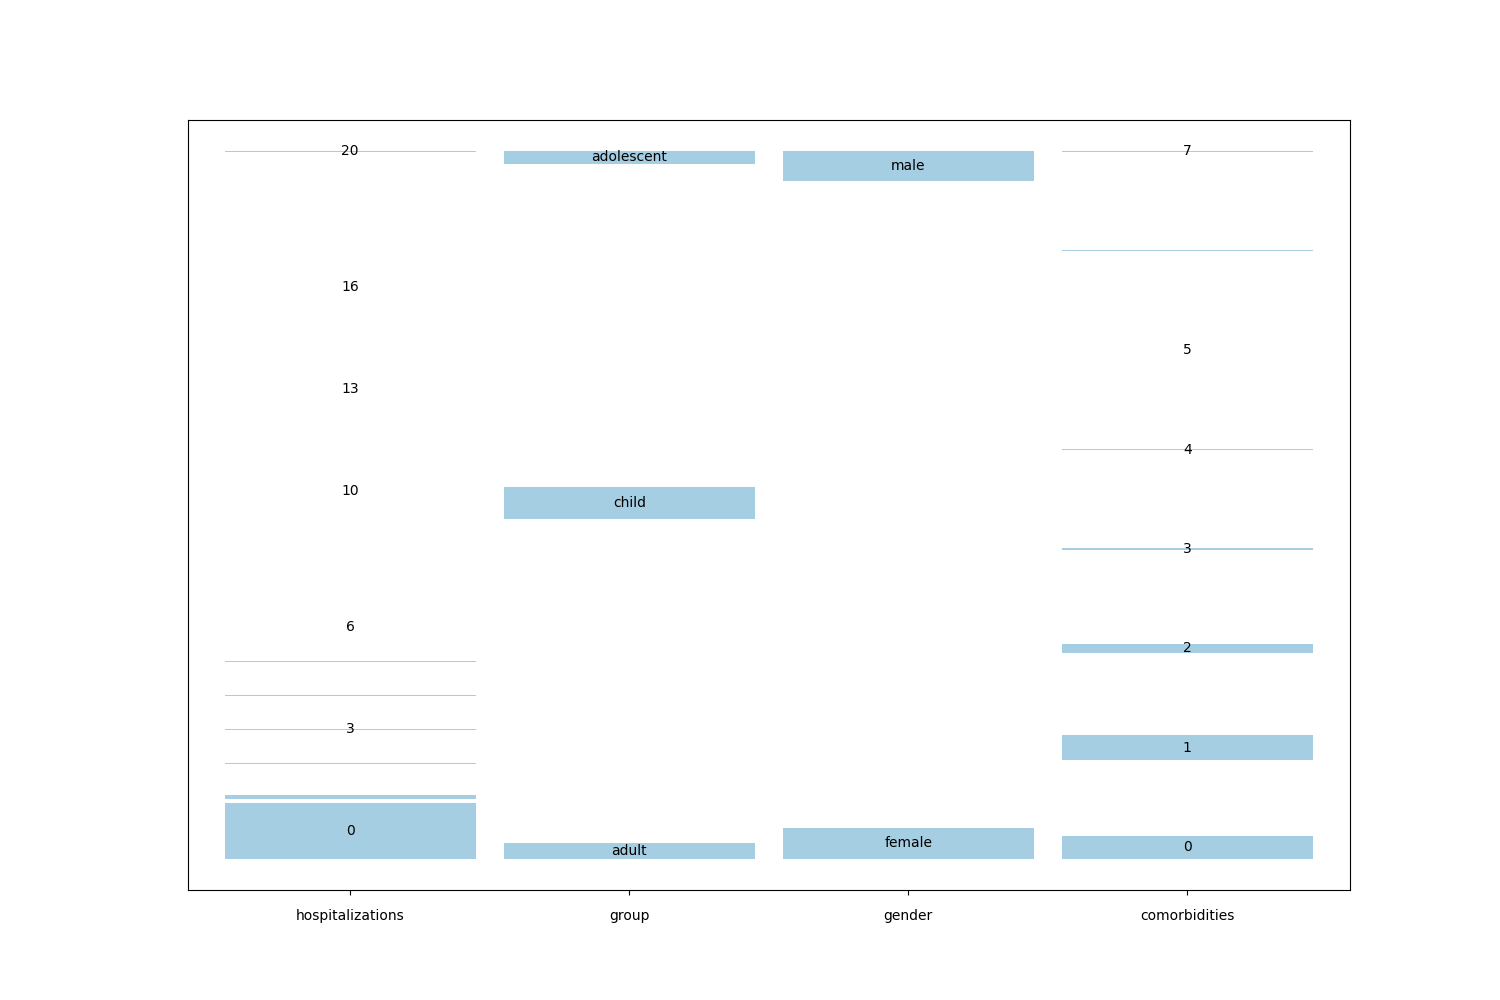 20
adolescent
male
7
16
5
13
4
10
child
3
6
2
3
1
0
adult
female
0
hospitalizations
group
gender
comorbidities